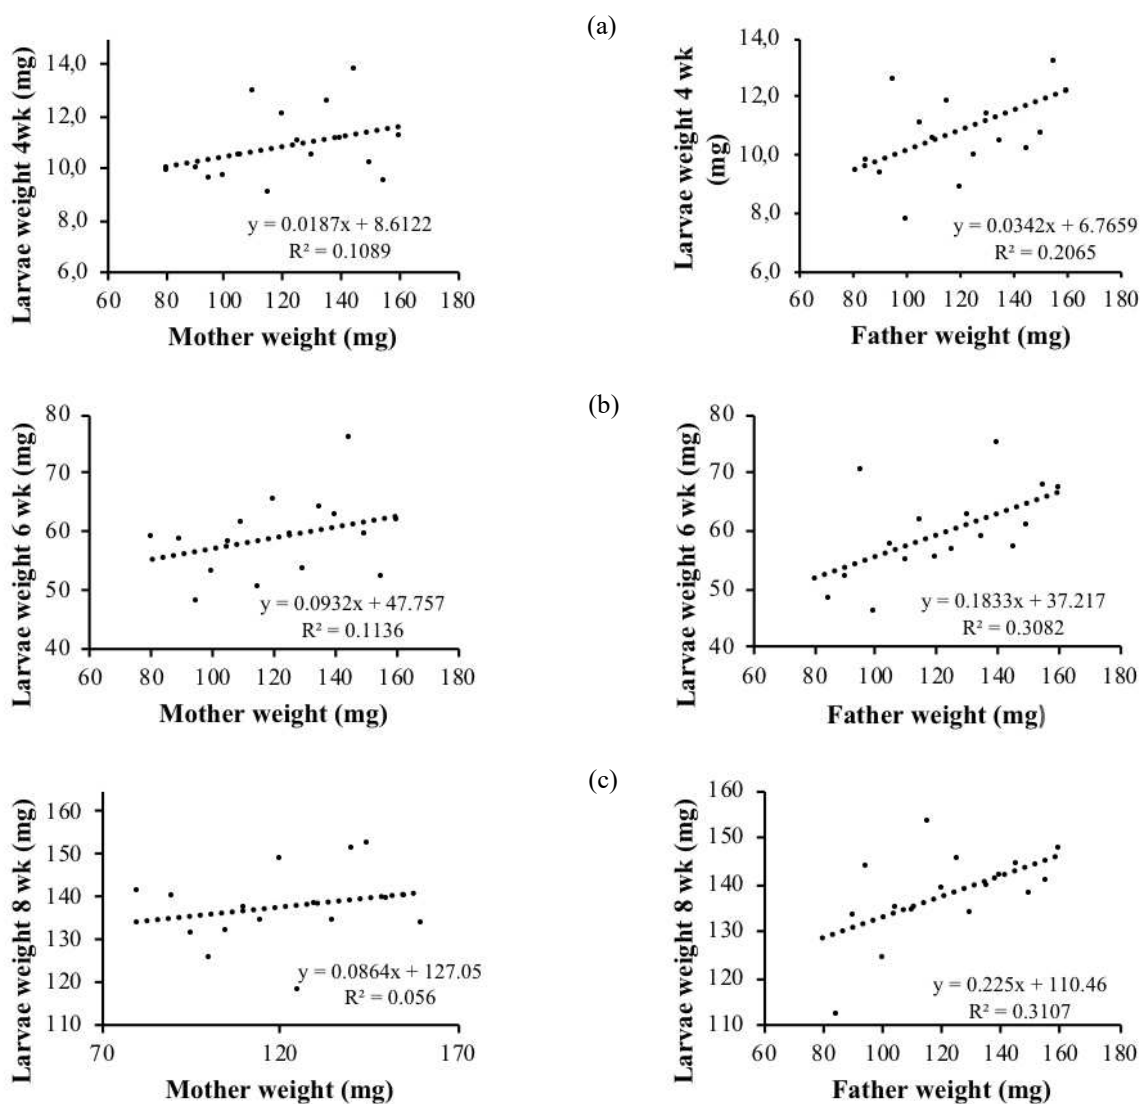 (a)
Larvae weight 4wk (mg)
14,0
12,0
10,0
8,0
6,0
y = 0.0187x + 8.6122
R² = 0.1089
60 80 100 120 140 160 180
Mother weight (mg)
Larvae weight 4 wk
(mg)
14,0
12,0
10,0
8,0
6,0
y = 0.0342x + 6.7659
R² = 0.2065
60 80 100 120 140 160 180
Father weight (mg)
(b)
Larvae weight 6 wk (mg)
80
70
60
50
40
y = 0.0932x + 47.757
R² = 0.1136
60 80 100 120 140 160 180
Mother weight (mg)
Larvae weight 6 wk (mg)
80
70
60
50
40
y = 0.1833x + 37.217
R² = 0.3082
60 80 100 120 140 160 180
Father weight (mg)
(c)
Larvae weight 8 wk (mg)
160
150
140
130
120
110
y = 0.0864x + 127.05
R² = 0.056
70 120 170
Mother weight (mg)
Larvae weight 8 wk (mg)
160
150
140
130
120
110
y = 0.225x + 110.46
R² = 0.3107
60 80 100 120 140 160 180
Father weight (mg)